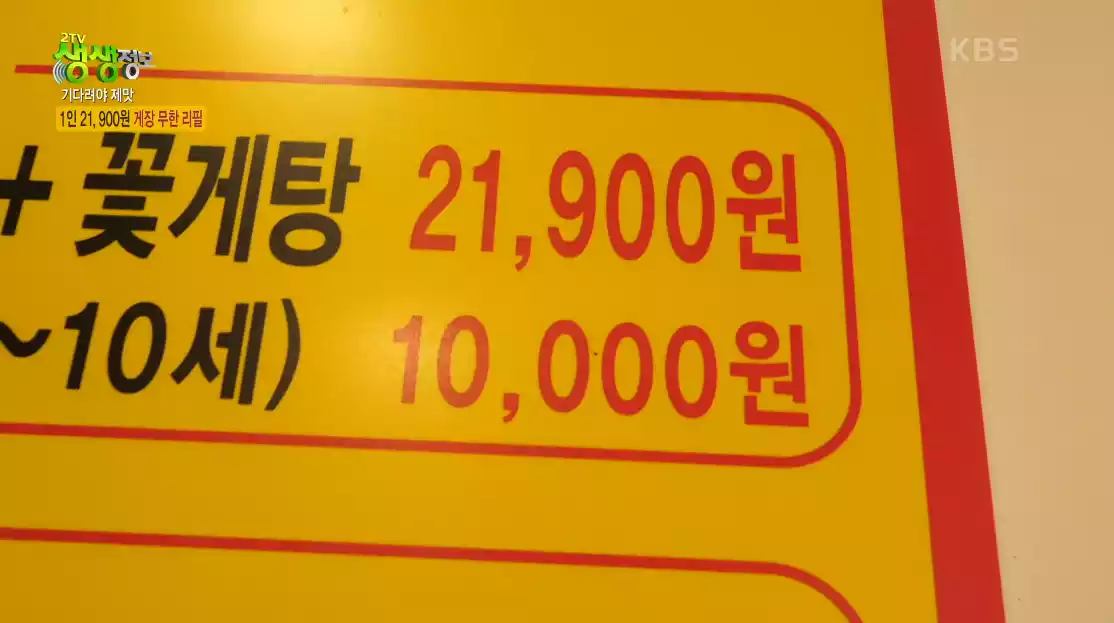 2TV
생생정보
기다려야 제맛
1인 21,900원 게장 무한 리필
KBS
+ 꽃게탕 21,900원
~10세) 10,000원